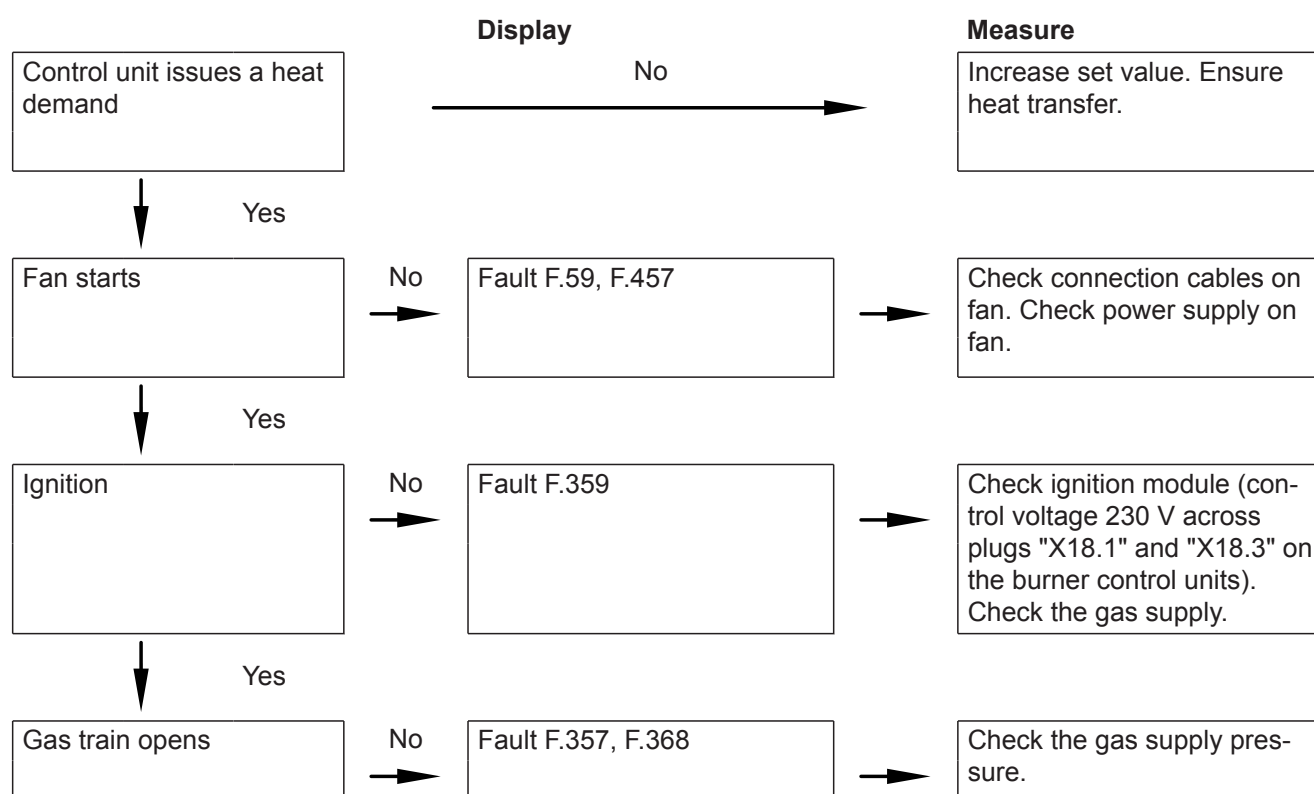 Display
Measure
Control unit issues a heat
demand
No
Increase set value. Ensure
heat transfer.
Yes
Fan starts
No
Fault F.59, F.457
Check connection cables on
fan. Check power supply on
fan.
Yes
Ignition
No
Fault F.359
Check ignition module (con-
trol voltage 230 V across
plugs "X18.1" and "X18.3" on
the burner control units).
Check the gas supply.
Yes
Gas train opens
No
Fault F.357, F.368
Check the gas supply pres-
sure.